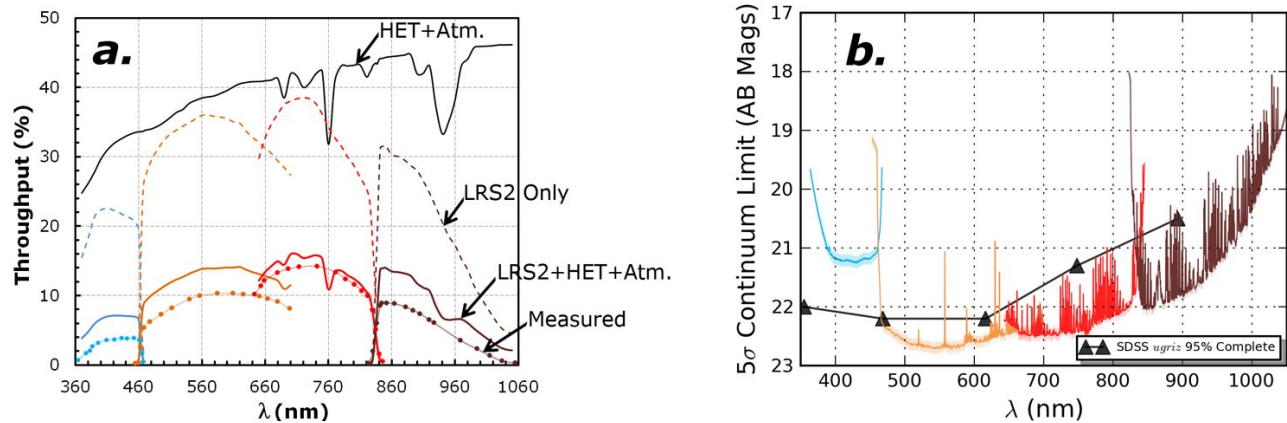 a.
50
40
30
20
10
0
Throughput (%)
HET+Atm.
LRS2 Only
LRS2+HET+Atm.
Measured
360 460 560 660 760 860 960 1060
λ (nm)
b.
17
18
19
20
21
22
23
5σ Continuum Limit (AB Mags)
SDSS ugriz 95% Complete
400 500 600 700 800 900 1000
λ (nm)